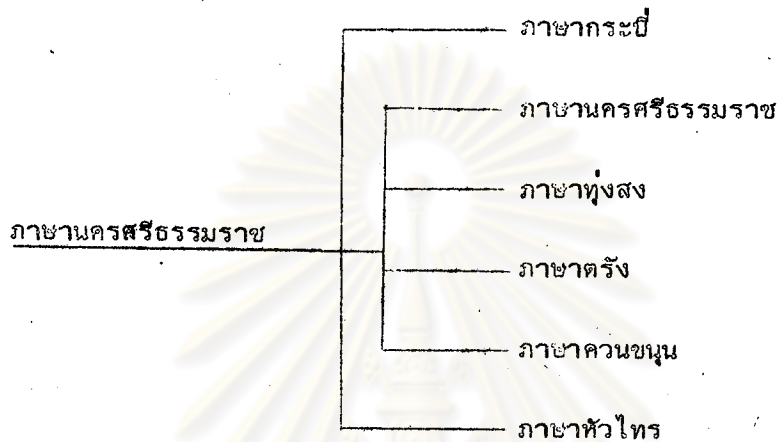 ภาษากระบี่
ภาษานครศรีธรรมราช
ภาษาทุ่งสง
ภาษานครศรีธรรมราช
ภาษาตรัง
ภาษาควนขนุน
ภาษาหัวไทร